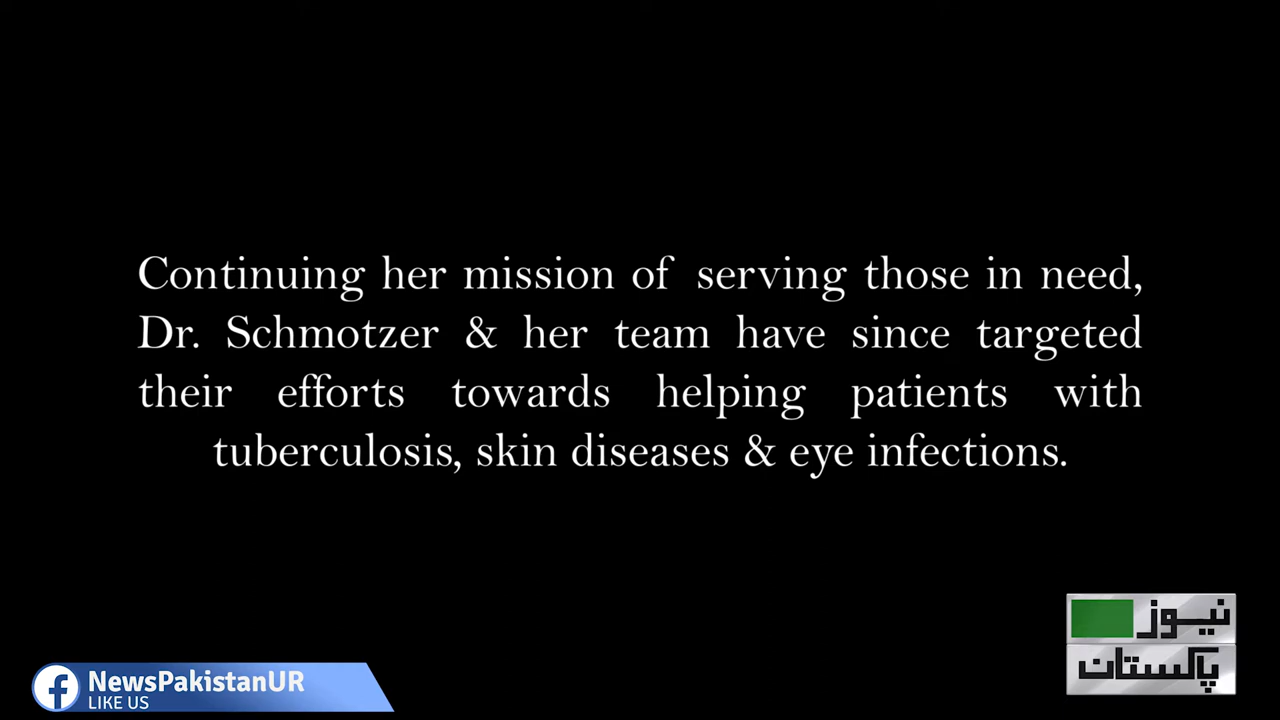 Continuing her mission of serving those in need,
Dr. Schmotzer & her team have since targeted
their efforts towards helping patients with
tuberculosis, skin diseases & eye infections.
نیوز
پاکستان
NewsPakistanUR
LIKE US